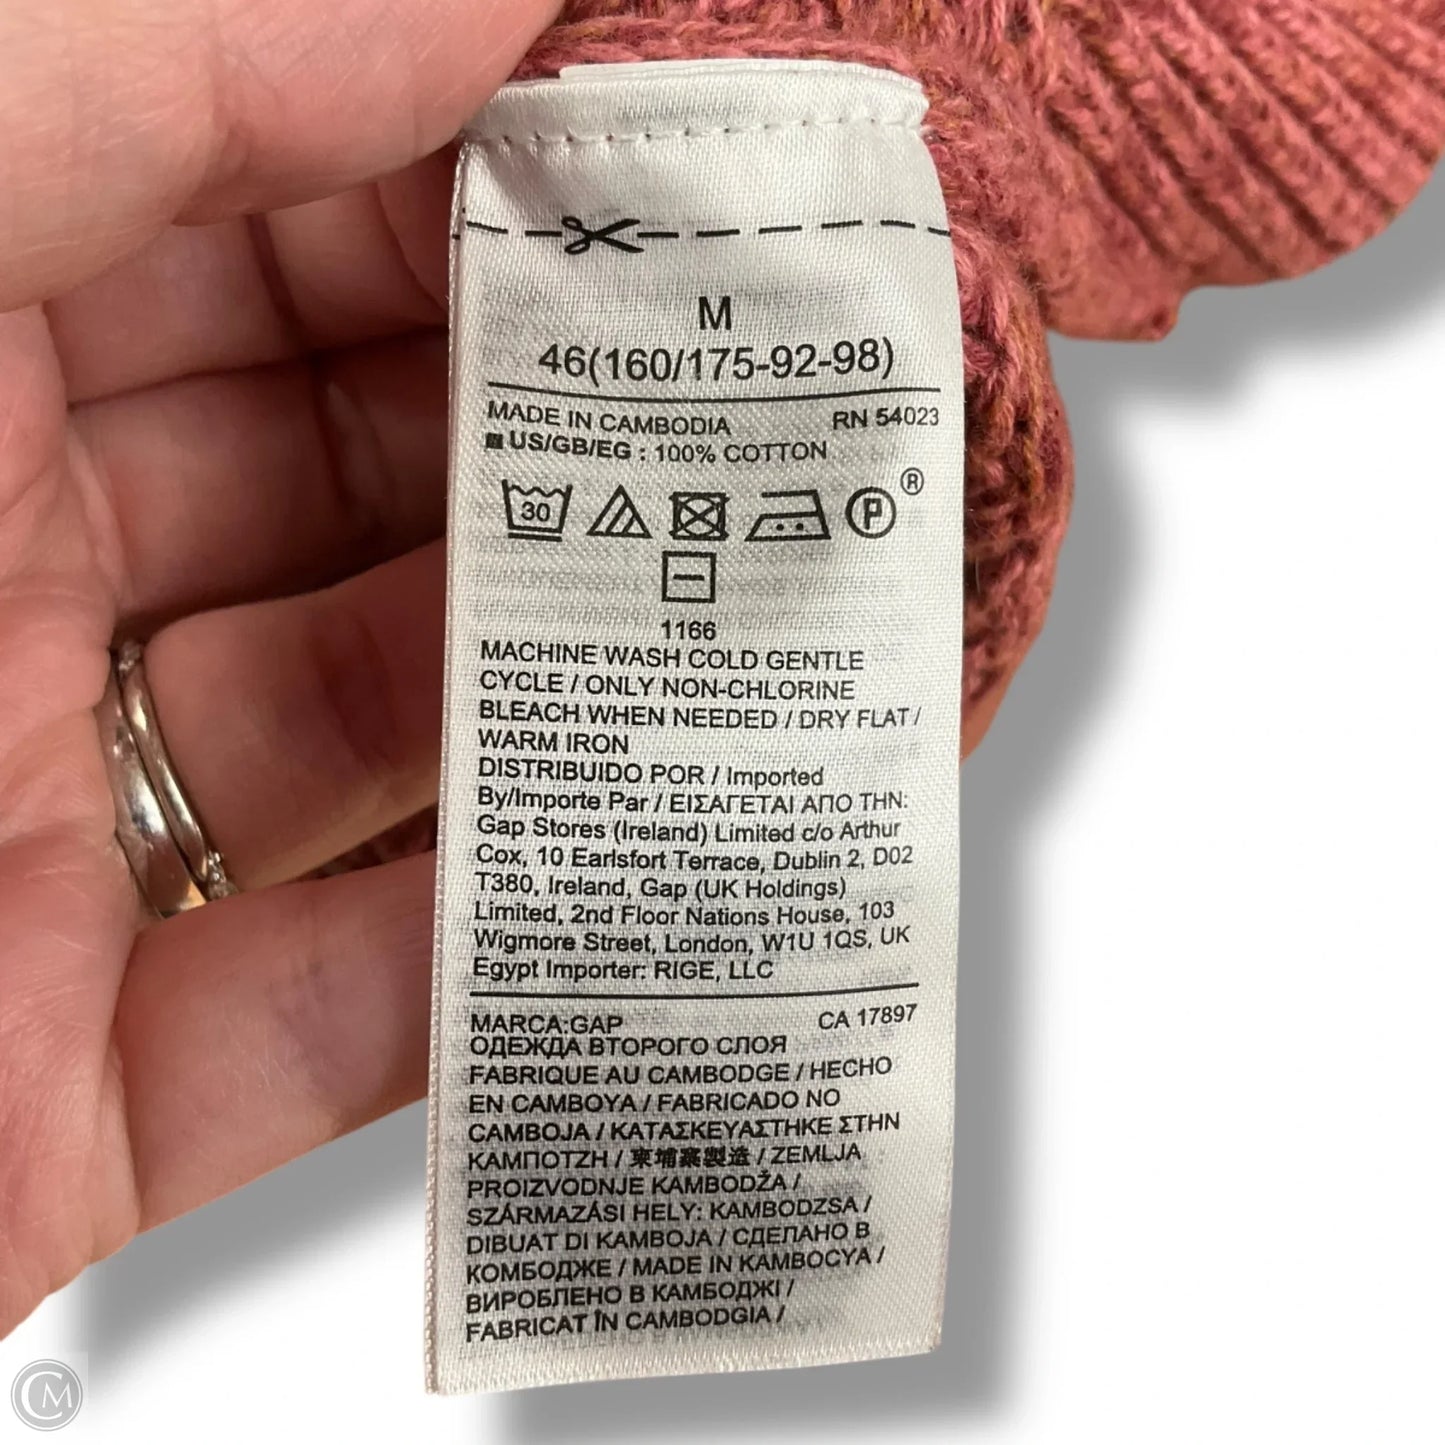 M
46(160/175-92-98)
MADE IN CAMBODIA RN 54023
US/GB/EG : 100% COTTON
30 P ®
1166
MACHINE WASH COLD GENTLE
CYCLE / ONLY NON-CHLORINE
BLEACH WHEN NEEDED / DRY FLAT /
WARM IRON
DISTRIBUIDO POR / Imported
By/Importe Par / ΕΙΣΑΓΕΤΑΙ ΑΠΟ ΤΗΝ:
Gap Stores (Ireland) Limited c/o Arthur
Cox, 10 Earlsfort Terrace, Dublin 2, D02
T380, Ireland, Gap (UK Holdings)
Limited, 2nd Floor Nations House, 103
Wigmore Street, London, W1U 1QS, UK
Egypt Importer: RIGE, LLC
MARCA:GAP CA 17897
ОДЕЖДА ВТОРОГО СЛОЯ
FABRIQUE AU CAMBODGE / HECHO
EN CAMBOYA / FABRICADO NO
CAMBOJA / ΚΑΤΑΣΚΕΥΑΣΤΗΚΕ ΣΤΗΝ
ΚΑΜΠΟΤΖΗ / 柬埔寨製造 / ZEMLJA
PROIZVODNJE KAMBODŽA /
SZÁRMAZÁSI HELY: KAMBODZSA /
DIBUAT DI KAMBOJA / СДЕЛАНО В
КОМБОДЖЕ / MADE IN KAMBOCYA /
ВИРОБЛЕНО В КАМБОДЖІ /
FABRICAT ÎN CAMBODGIA /
CM